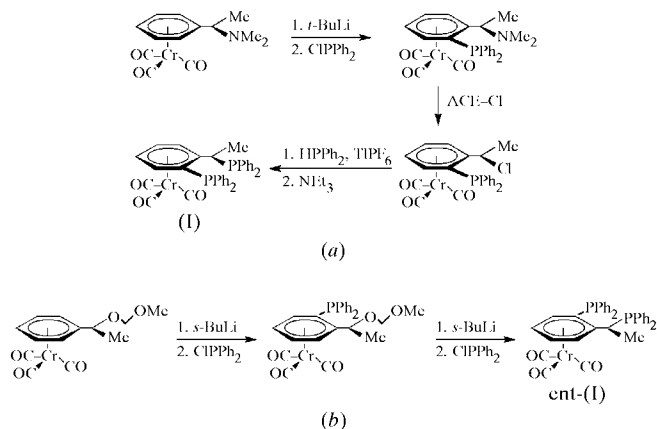 Me
NMe2
OC–Cr
OC
CO
1. t-BuLi
2. ClPPh2
Me
NMe2
PPh2
OC–Cr
OC
CO
ACE–Cl
Me
PPh2
PPh2
OC–Cr
OC
CO
(I)
1. HPPh2, TlPF6
2. NEt3
Me
Cl
PPh2
OC–Cr
OC
CO
(a)
O OMe
Me
OC–Cr
OC
CO
1. s-BuLi
2. ClPPh2
PPh2
O OMe
Me
OC–Cr
OC
CO
1. s-BuLi
2. ClPPh2
PPh2
PPh2
Me
OC–Cr
OC
CO
ent-(I)
(b)